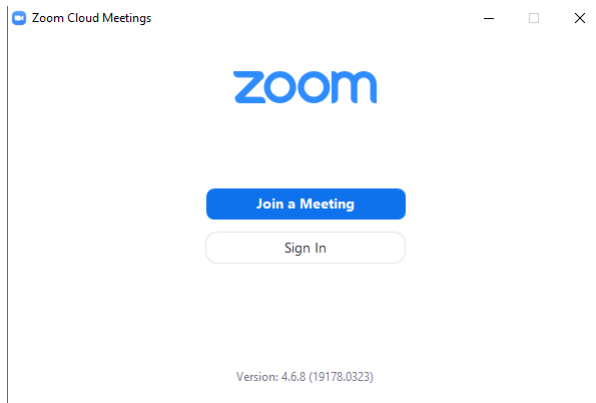 Zoom Cloud Meetings
zoom
Join a Meeting
Sign In
Version: 4.6.8 (19178.0323)